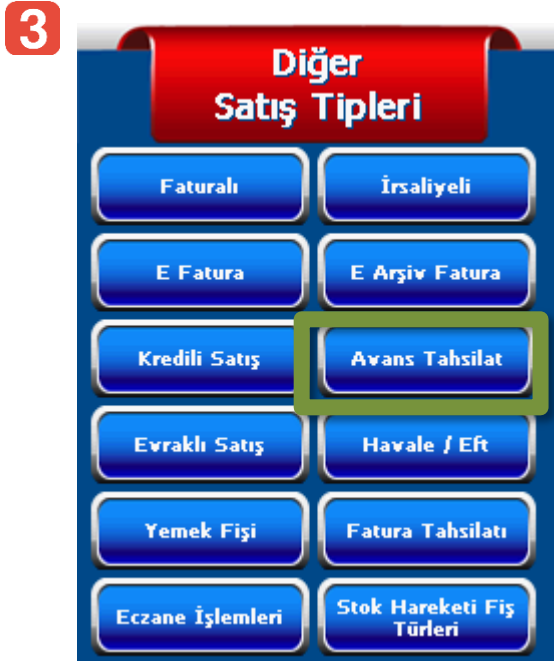 3
Diğer
Satış Tipleri
Faturalı
İrsaliyeli
E Fatura
E Arşiv Fatura
Kredili Satış
Avans Tahsilat
Evraklı Satış
Havale / Eft
Yemek Fişi
Fatura Tahsilatı
Eczane İşlemleri
Stok Hareketi Fiş
Türleri